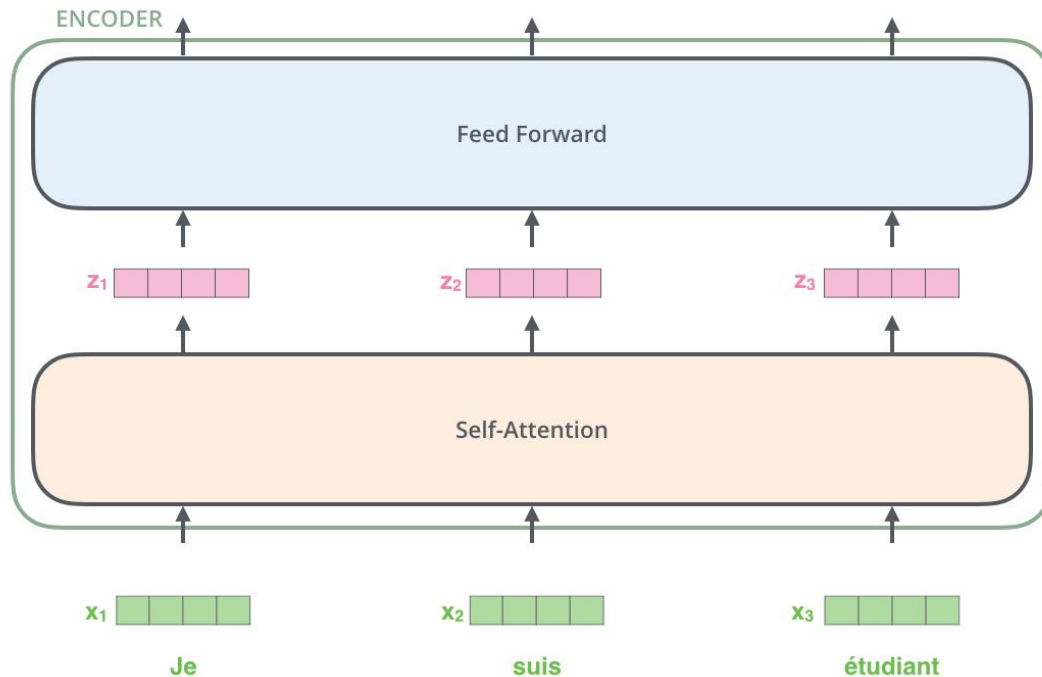 ENCODER
Feed Forward
z₁ z₂ z₃
Self-Attention
x₁ x₂ x₃
Je suis étudiant